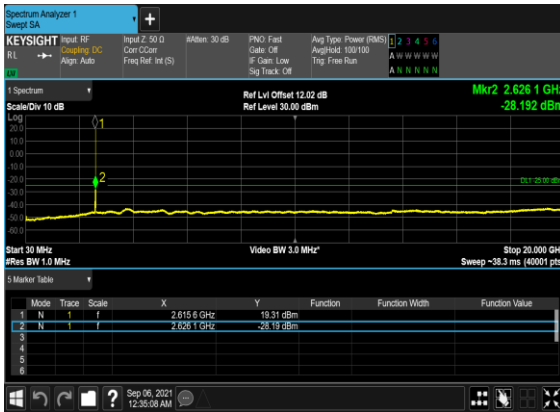 Spectrum Analyzer 1
Swept SA
+
KEYSIGHT Input: RF Input Z: 50 Ω #Atten: 30 dB PNO: Fast Avg Type: Power (RMS) 1 2 3 4 5 6
RL Coupling: DC Corr CCorr Gate: Off Avg|Hold: 100/100 A W W W W W
Align: Auto Freq Ref: Int (S) IF Gain: Low Trig: Free Run
LW Sig Track: Off A N N N N N
1 Spectrum
Scale/Div 10 dB Ref Lvl Offset 12.02 dB Mkr2 2.626 1 GHz
Ref Level 30.00 dBm -28.192 dBm
Log
20.0
10.0
0.00
-10.0
-20.0
-30.0
-40.0
-50.0
-60.0
1
2
DL1 -25.00 dBm
Start 30 MHz Video BW 3.0 MHz* Stop 20.000 GHz
#Res BW 1.0 MHz Sweep ~38.3 ms (40001 pts)
5 Marker Table
Mode Trace Scale X Y Function Function Width Function Value
1 N 1 f 2.615 6 GHz 19.31 dBm
2 N 1 f 2.626 1 GHz -28.19 dBm
3
4
5
6
? Sep 06, 2021
12:35:08 AM